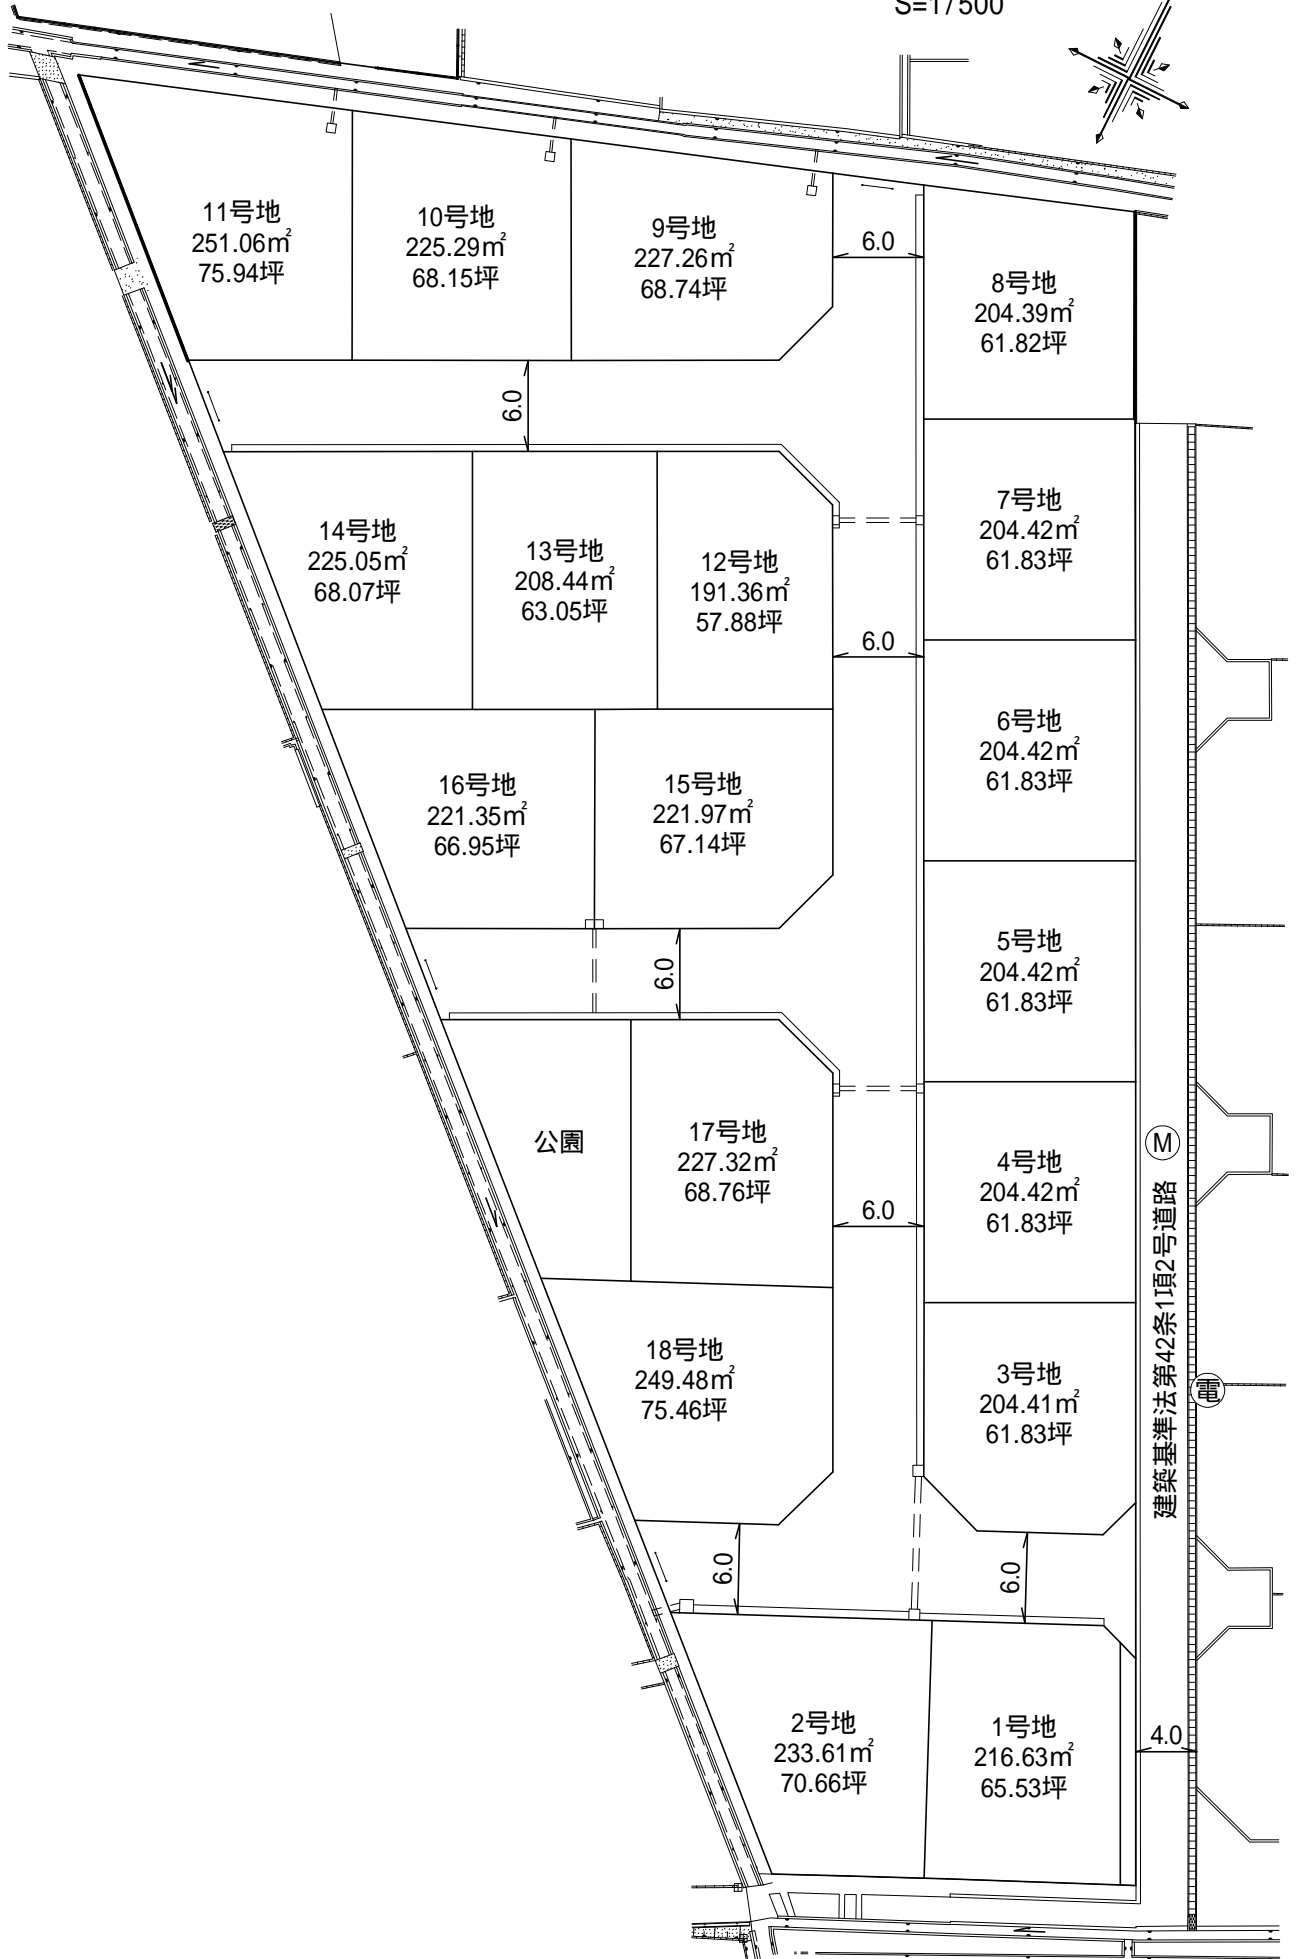 S=1/500
11号地
251.06㎡
75.94坪
10号地
225.29㎡
68.15坪
9号地
227.26㎡
68.74坪
6.0
8号地
204.39㎡
61.82坪
6.0
14号地
225.05㎡
68.07坪
13号地
208.44㎡
63.05坪
12号地
191.36㎡
57.88坪
6.0
7号地
204.42㎡
61.83坪
6号地
204.42㎡
61.83坪
16号地
221.35㎡
66.95坪
15号地
221.97㎡
67.14坪
6.0
5号地
204.42㎡
61.83坪
公園
17号地
227.32㎡
68.76坪
6.0
4号地
204.42㎡
61.83坪
M
建築基準法第42条1項2号道路
電
18号地
249.48㎡
75.46坪
3号地
204.41㎡
61.83坪
6.0
6.0
2号地
233.61㎡
70.66坪
1号地
216.63㎡
65.53坪
4.0